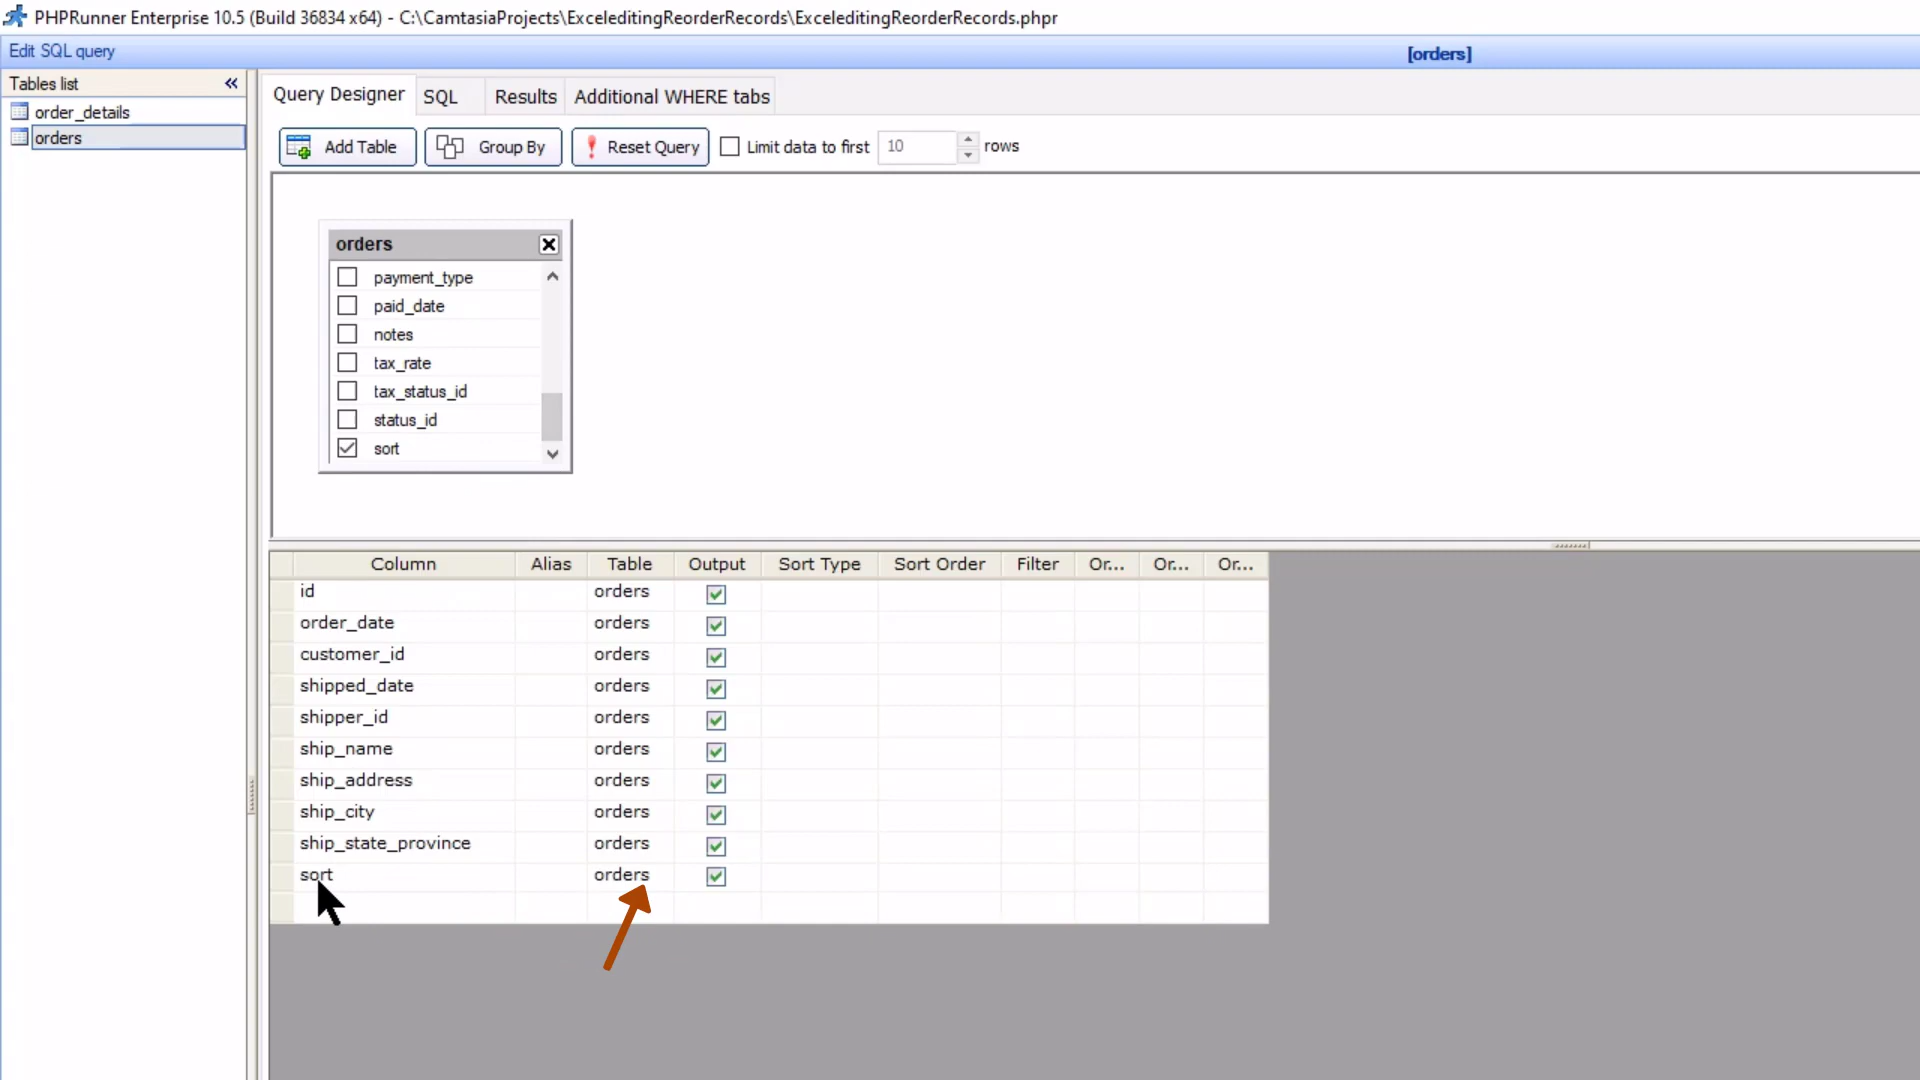 PHPRunner Enterprise 10.5 (Build 36834 x64) - C:\CamtasiaProjects\ExceleditingReorderRecords\ExceleditingReorderRecords.phpr
Edit SQL query [orders]
Tables list «
order_details
orders
Query Designer SQL Results Additional WHERE tabs
Add Table Group By Reset Query Limit data to first 10 rows
orders
payment_type
paid_date
notes
tax_rate
tax_status_id
status_id
sort
Column Alias Table Output Sort Type Sort Order Filter Or... Or... Or...
id orders
order_date orders
customer_id orders
shipped_date orders
shipper_id orders
ship_name orders
ship_address orders
ship_city orders
ship_state_province orders
sort orders